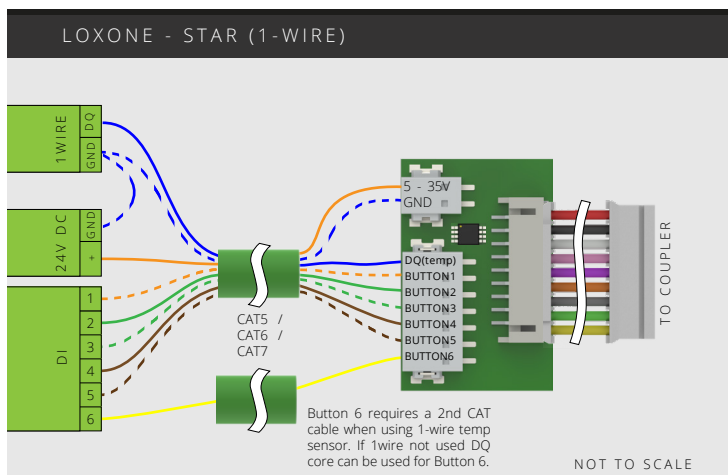 LOXONE - STAR (1-WIRE)
1WIRE
DQ
GND
24V DC
GND
+
DI
1
2
3
4
5
6
CAT5 /
CAT6 /
CAT7
5 - 35V
GND
DQ(temp)
BUTTON1
BUTTON2
BUTTON3
BUTTON4
BUTTON5
BUTTON6
TO COUPLER
Button 6 requires a 2nd CAT
cable when using 1-wire temp
sensor. If 1wire not used DQ
core can be used for Button 6.
NOT TO SCALE